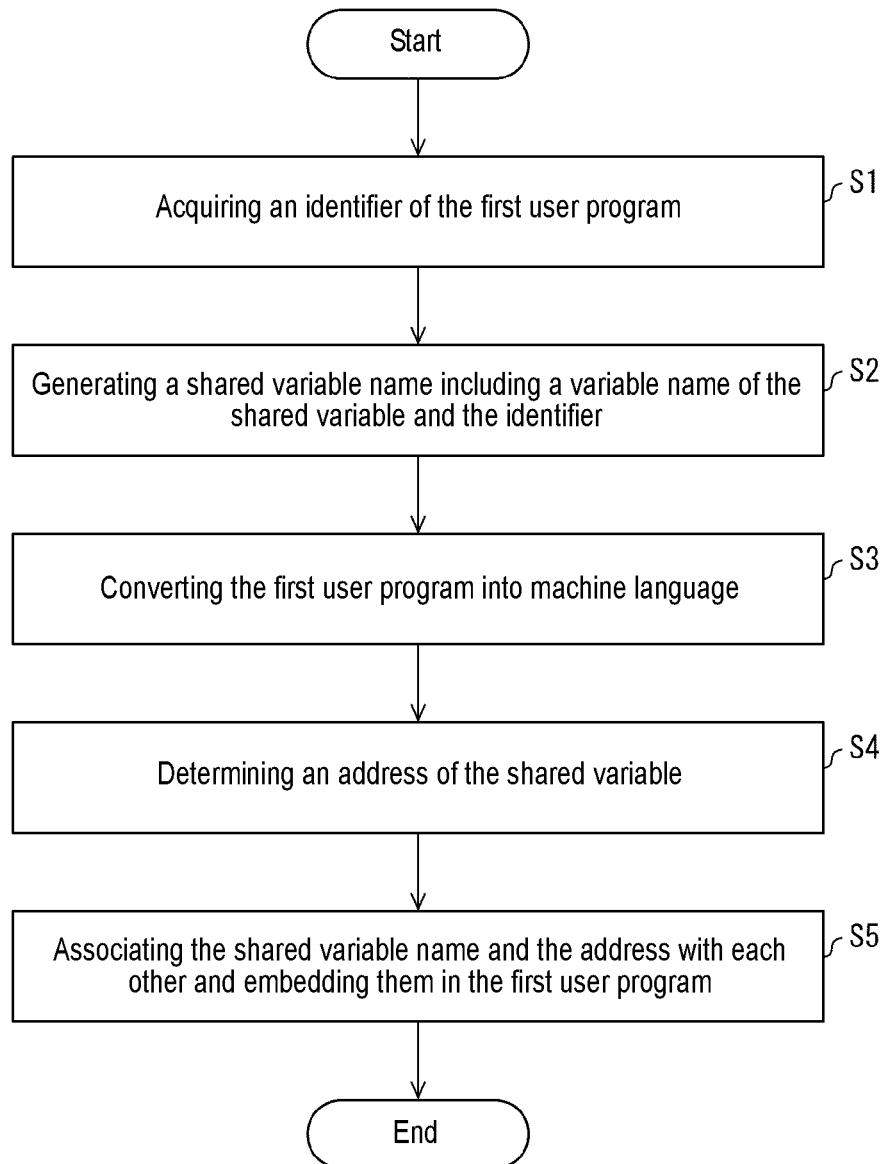 Start
Acquiring an identifier of the first user program
S1
Generating a shared variable name including a variable name of the
shared variable and the identifier
S2
Converting the first user program into machine language
S3
Determining an address of the shared variable
S4
Associating the shared variable name and the address with each
other and embedding them in the first user program
S5
End